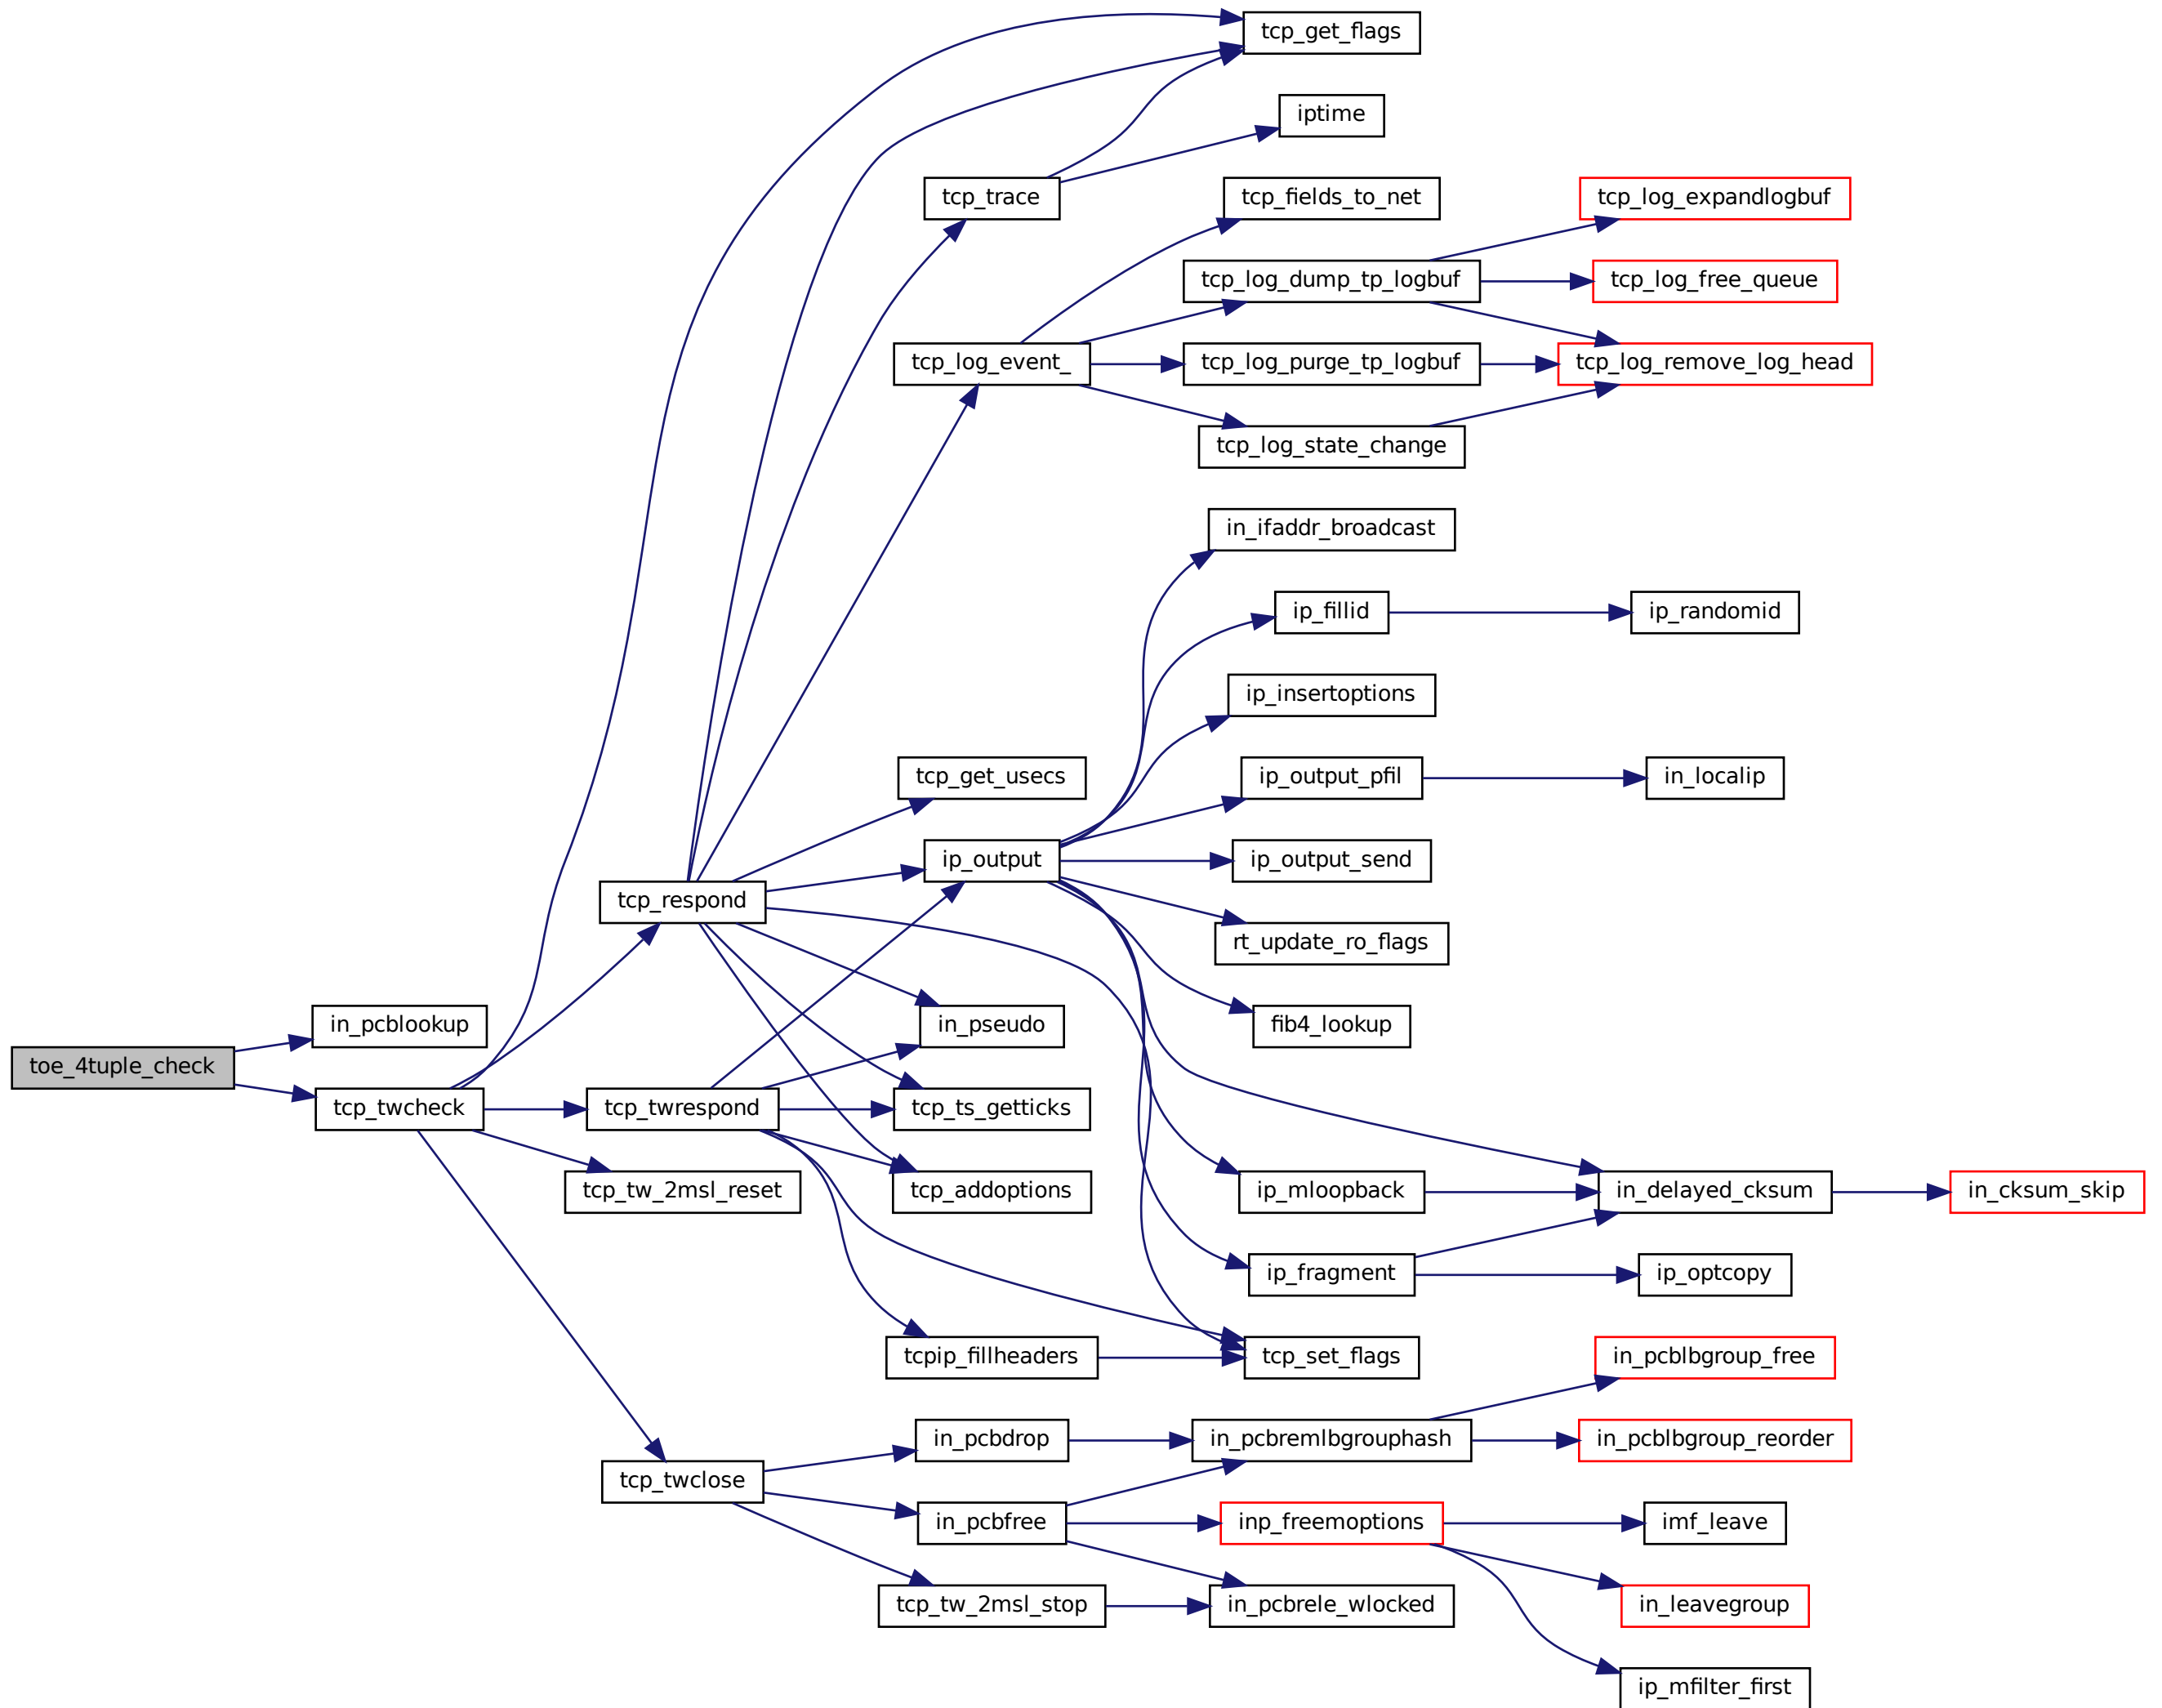 tcp_get_flags
iptime
tcp_trace
tcp_fields_to_net
tcp_log_expandlogbuf
tcp_log_dump_tp_logbuf
tcp_log_free_queue
tcp_log_event_
tcp_log_purge_tp_logbuf
tcp_log_remove_log_head
tcp_log_state_change
in_ifaddr_broadcast
ip_fillid
ip_randomid
ip_insertoptions
tcp_get_usecs
ip_output_pfil
in_localip
ip_output
ip_output_send
tcp_respond
rt_update_ro_flags
in_pcblookup
in_pseudo
fib4_lookup
toe_4tuple_check
tcp_twcheck
tcp_twrespond
tcp_ts_getticks
tcp_tw_2msl_reset
tcp_addoptions
ip_mloopback
in_delayed_cksum
in_cksum_skip
ip_fragment
ip_optcopy
tcpip_fillheaders
tcp_set_flags
in_pcblbgroup_free
in_pcbdrop
in_pcbremlbgrouphash
in_pcblbgroup_reorder
tcp_twclose
in_pcbfree
inp_freemoptions
imf_leave
tcp_tw_2msl_stop
in_pcbrele_wlocked
in_leavegroup
ip_mfilter_first